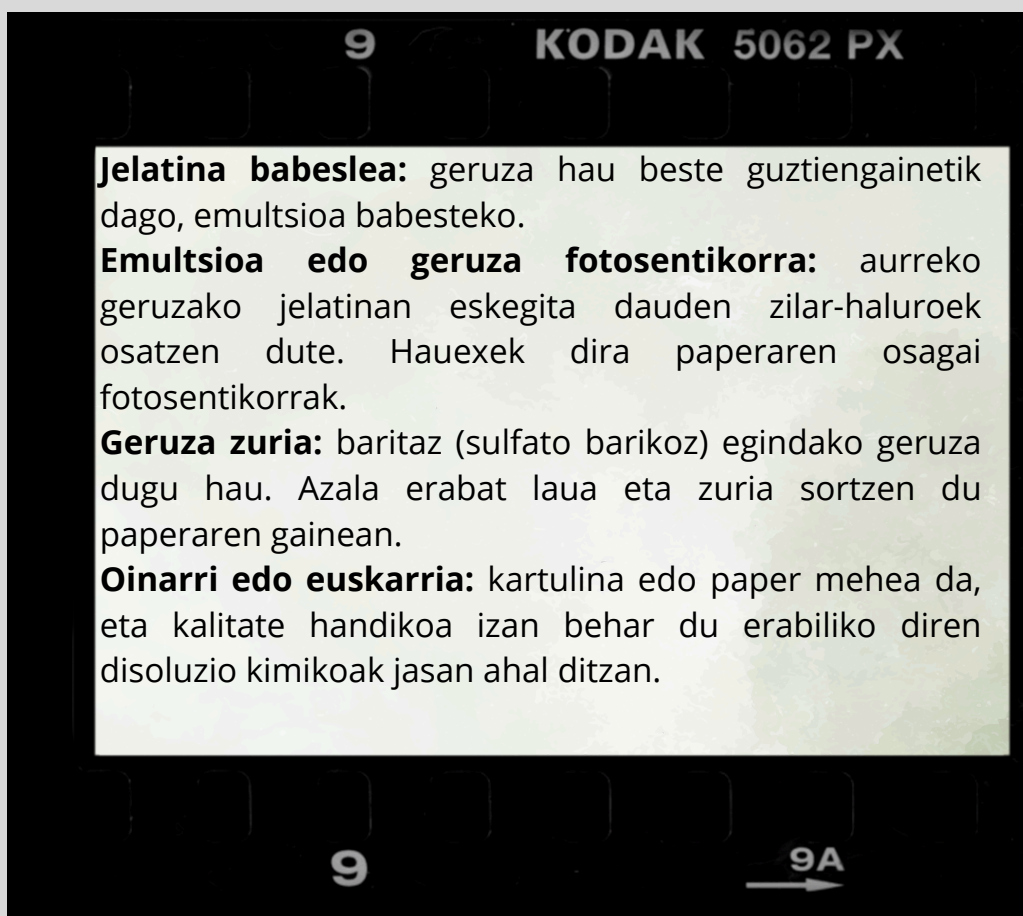 9 KODAK 5062 PX
Jelatina babeslea: geruza hau beste guztiengainetik
dago, emultsioa babesteko.
Emultsioa edo geruza fotosentikorra: aurreko
geruzako jelatinan eskegita dauden zilar-haluroek
osatzen dute. Hauexek dira paperaren osagai
fotosentikorrak.
Geruza zuria: baritaz (sulfato barikoz) egindako geruza
dugu hau. Azala erabat laua eta zuria sortzen du
paperaren gainean.
Oinarri edo euskarria: kartulina edo paper mehea da,
eta kalitate handikoa izan behar du erabiliko diren
disoluzio kimikoak jasan ahal ditzan.
9 9A